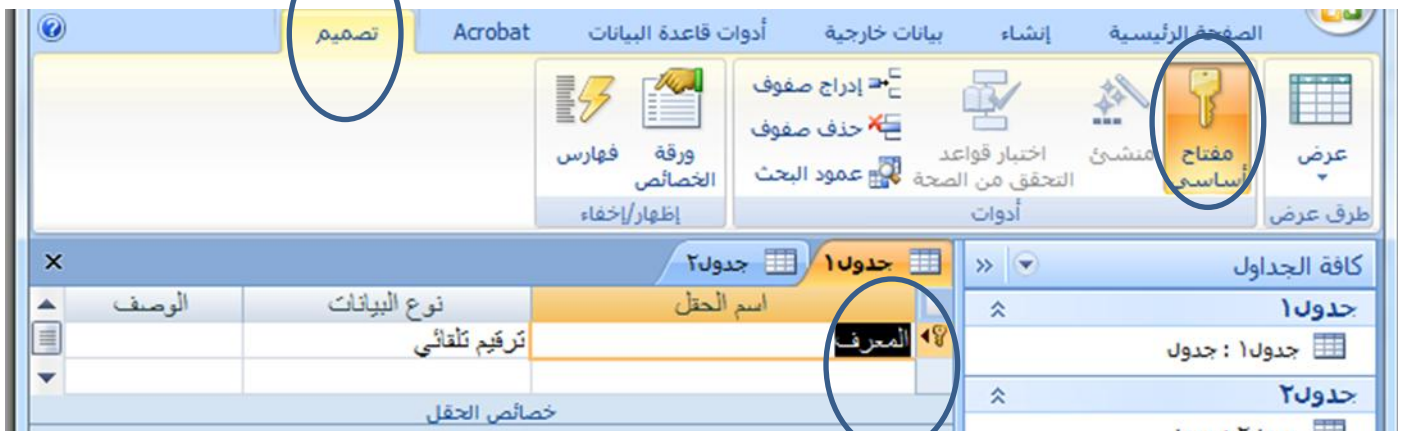 الصفحة الرئيسية إنشاء بيانات خارجية أدوات قاعدة البيانات Acrobat تصميم
عرض
مفتاح أساسي
منشئ
اختبار قواعد التحقق من الصحة
إدراج صفوف
حذف صفوف
عمود البحث
ورقة الخصائص
فهارس
طرق عرض أدوات إظهار/إخفاء
كافة الجداول
جدول١
جدول١ : جدول
جدول٢
جدول١ جدول٢
اسم الحقل نوع البيانات الوصف
المعرف ترقيم تلقائي
خصائص الحقل